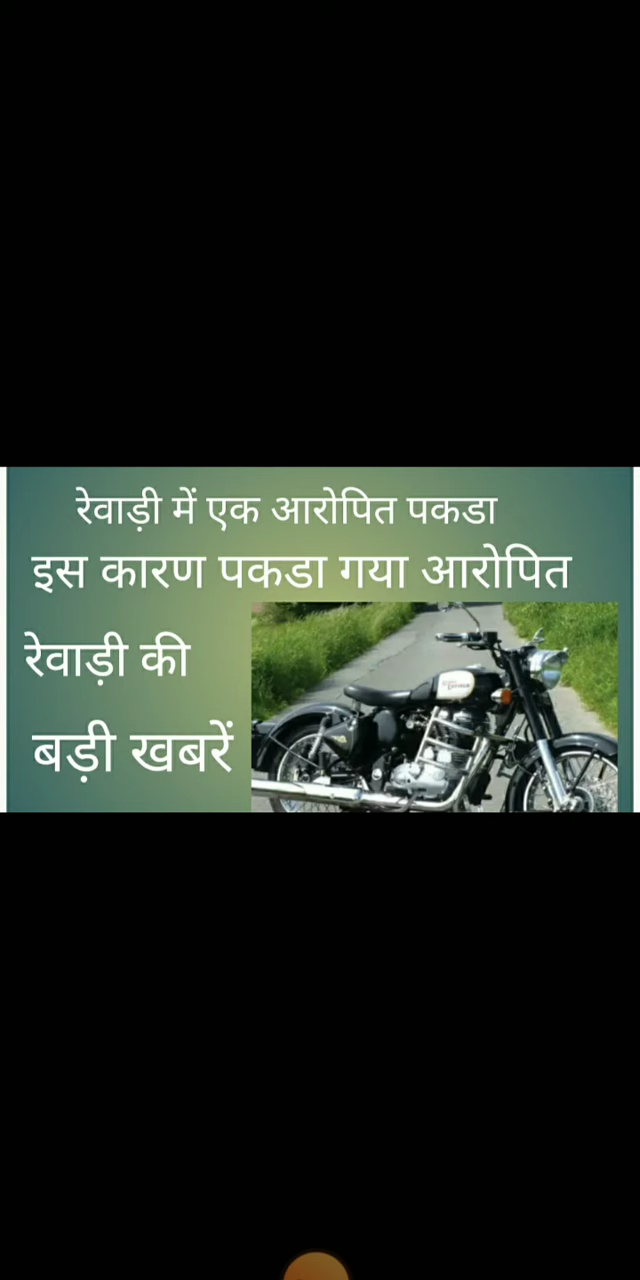 रेवाड़ी में एक आरोपित पकडा
इस कारण पकडा गया आरोपित
रेवाड़ी की
बड़ी खबरें